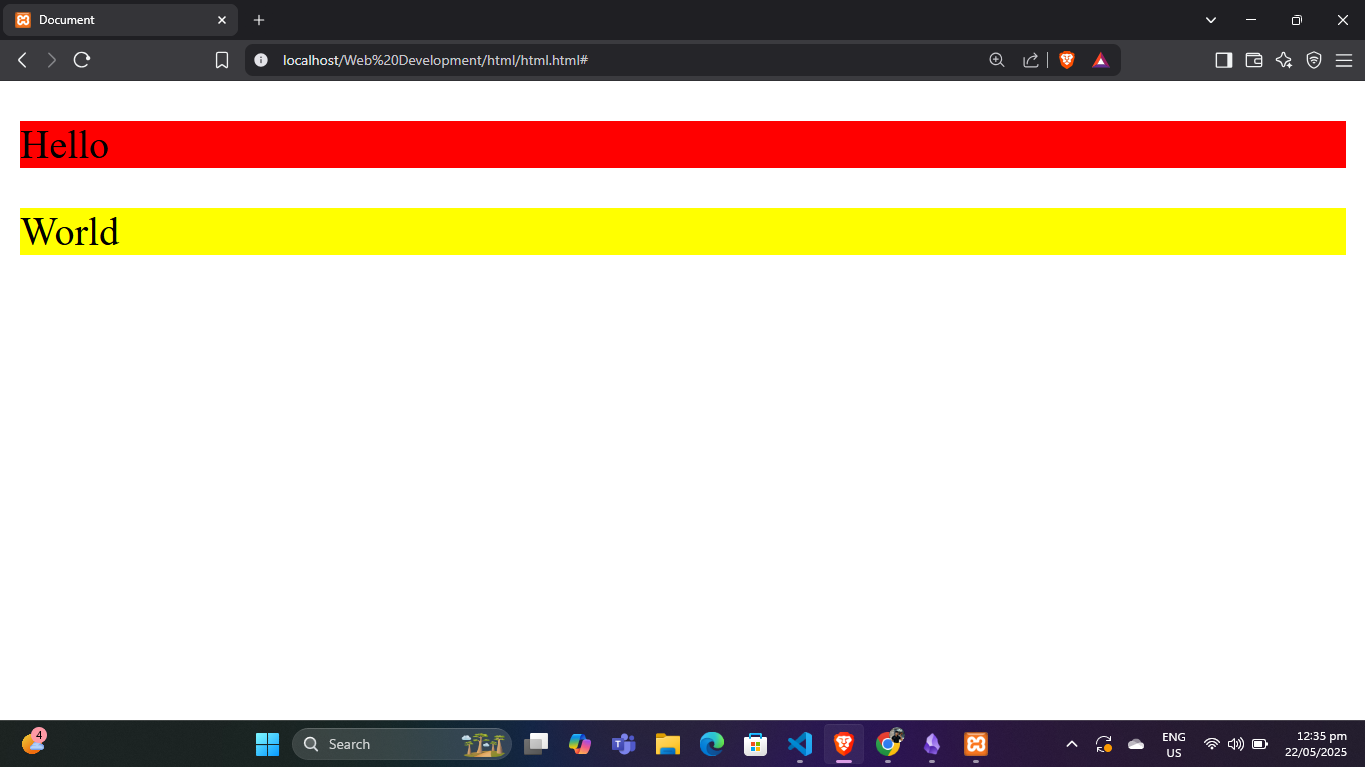 Document
localhost/Web%20Development/html/html.html#
Hello
World
4
Search
ENG
US
12:35 pm
22/05/2025